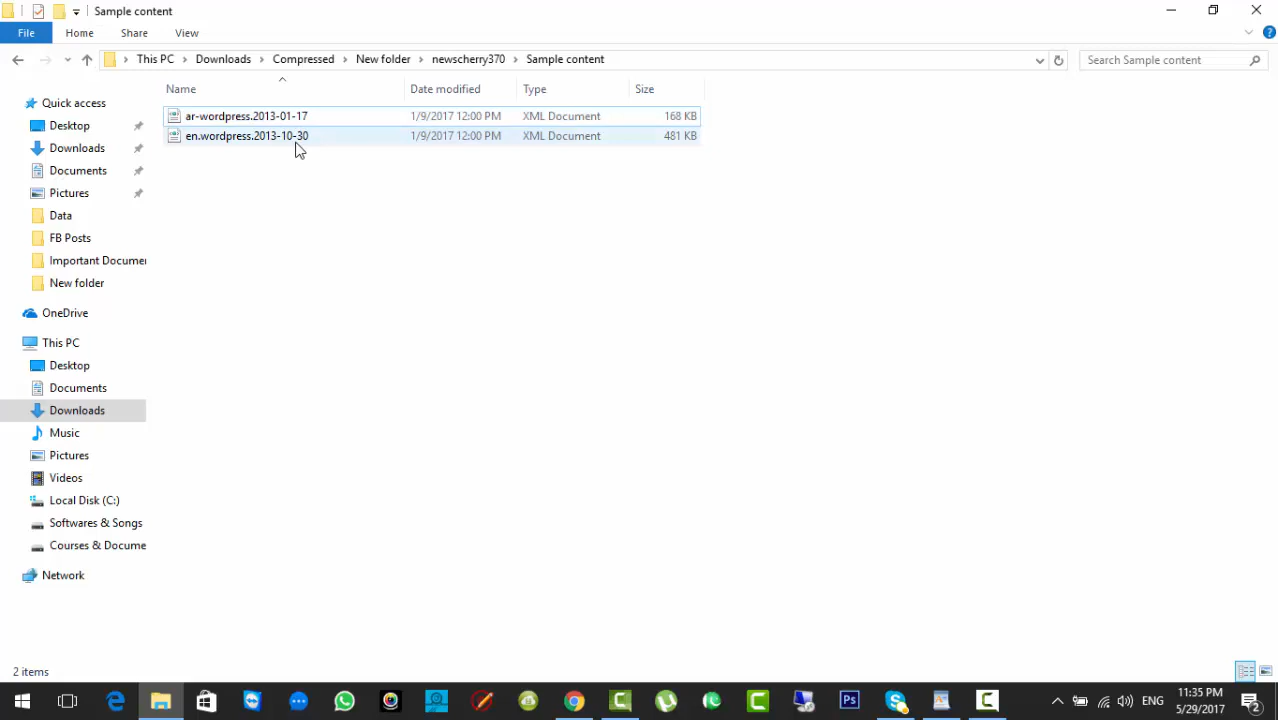 Sample content
File Home Share View
This PC Downloads Compressed New folder newscherry370 Sample content Search Sample content
Name Date modified Type Size
ar-wordpress.2013-01-17 1/9/2017 12:00 PM XML Document 168 KB
en.wordpress.2013-10-30 1/9/2017 12:00 PM XML Document 481 KB
Quick access
Desktop
Downloads
Documents
Pictures
Data
FB Posts
Important Docume
New folder
OneDrive
This PC
Desktop
Documents
Downloads
Music
Pictures
Videos
Local Disk (C:)
Softwares & Songs
Courses & Docume
Network
2 items
Ps
ENG
11:35 PM
5/29/2017
2